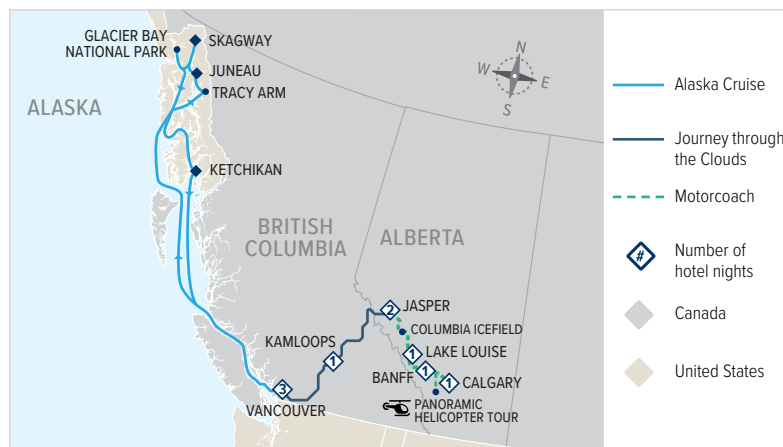 GLACIER BAY
NATIONAL PARK
SKAGWAY
JUNEAU
TRACY ARM
ALASKA
KETCHIKAN
N
W
E
S
BRITISH
COLUMBIA
ALBERTA
2
JASPER
COLUMBIA ICEFIELD
KAMLOOPS
1
1
LAKE LOUISE
BANFF
1
1
CALGARY
3
VANCOUVER
PANORAMIC
HELICOPTER TOUR
Alaska Cruise
Journey through
the Clouds
Motorcoach
#
Number of
hotel nights
Canada
United States